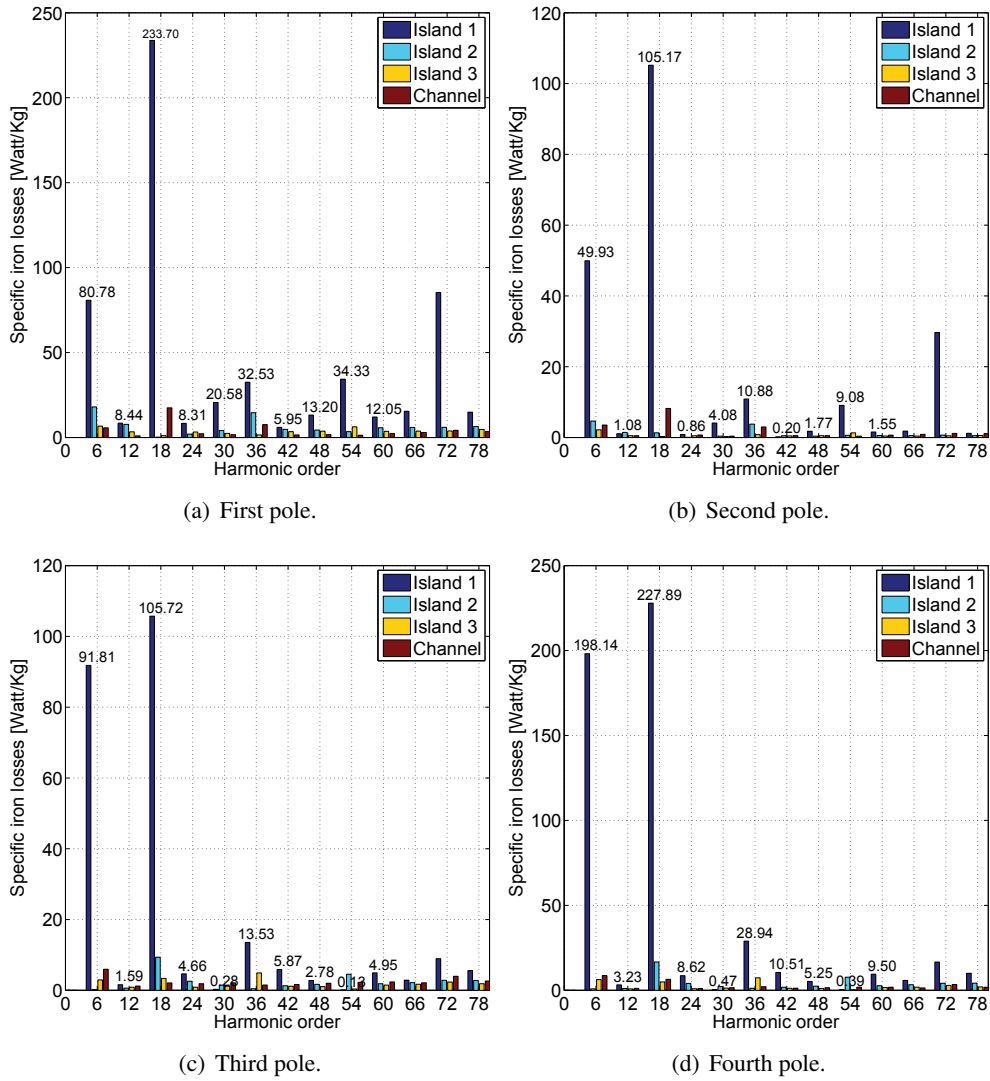 250
200
150
100
50
0
Specific iron losses [Watt/Kg]
233.70
80.78
8.44
8.31
20.58
32.53
5.95
13.20
34.33
12.05
Island 1
Island 2
Island 3
Channel
0 6 12 18 24 30 36 42 48 54 60 66 72 78
Harmonic order
(a) First pole.
120
100
80
60
40
20
0
Specific iron losses [Watt/Kg]
105.17
49.93
1.08
0.86
4.08
10.88
0.20
1.77
9.08
1.55
Island 1
Island 2
Island 3
Channel
0 6 12 18 24 30 36 42 48 54 60 66 72 78
Harmonic order
(b) Second pole.
120
100
80
60
40
20
0
Specific iron losses [Watt/Kg]
105.72
91.81
1.59
4.66
0.28
13.53
5.87
2.78
0.13
4.95
Island 1
Island 2
Island 3
Channel
0 6 12 18 24 30 36 42 48 54 60 66 72 78
Harmonic order
(c) Third pole.
250
200
150
100
50
0
Specific iron losses [Watt/Kg]
227.89
198.14
3.23
8.62
0.47
28.94
10.51
5.25
0.39
9.50
Island 1
Island 2
Island 3
Channel
0 6 12 18 24 30 36 42 48 54 60 66 72 78
Harmonic order
(d) Fourth pole.